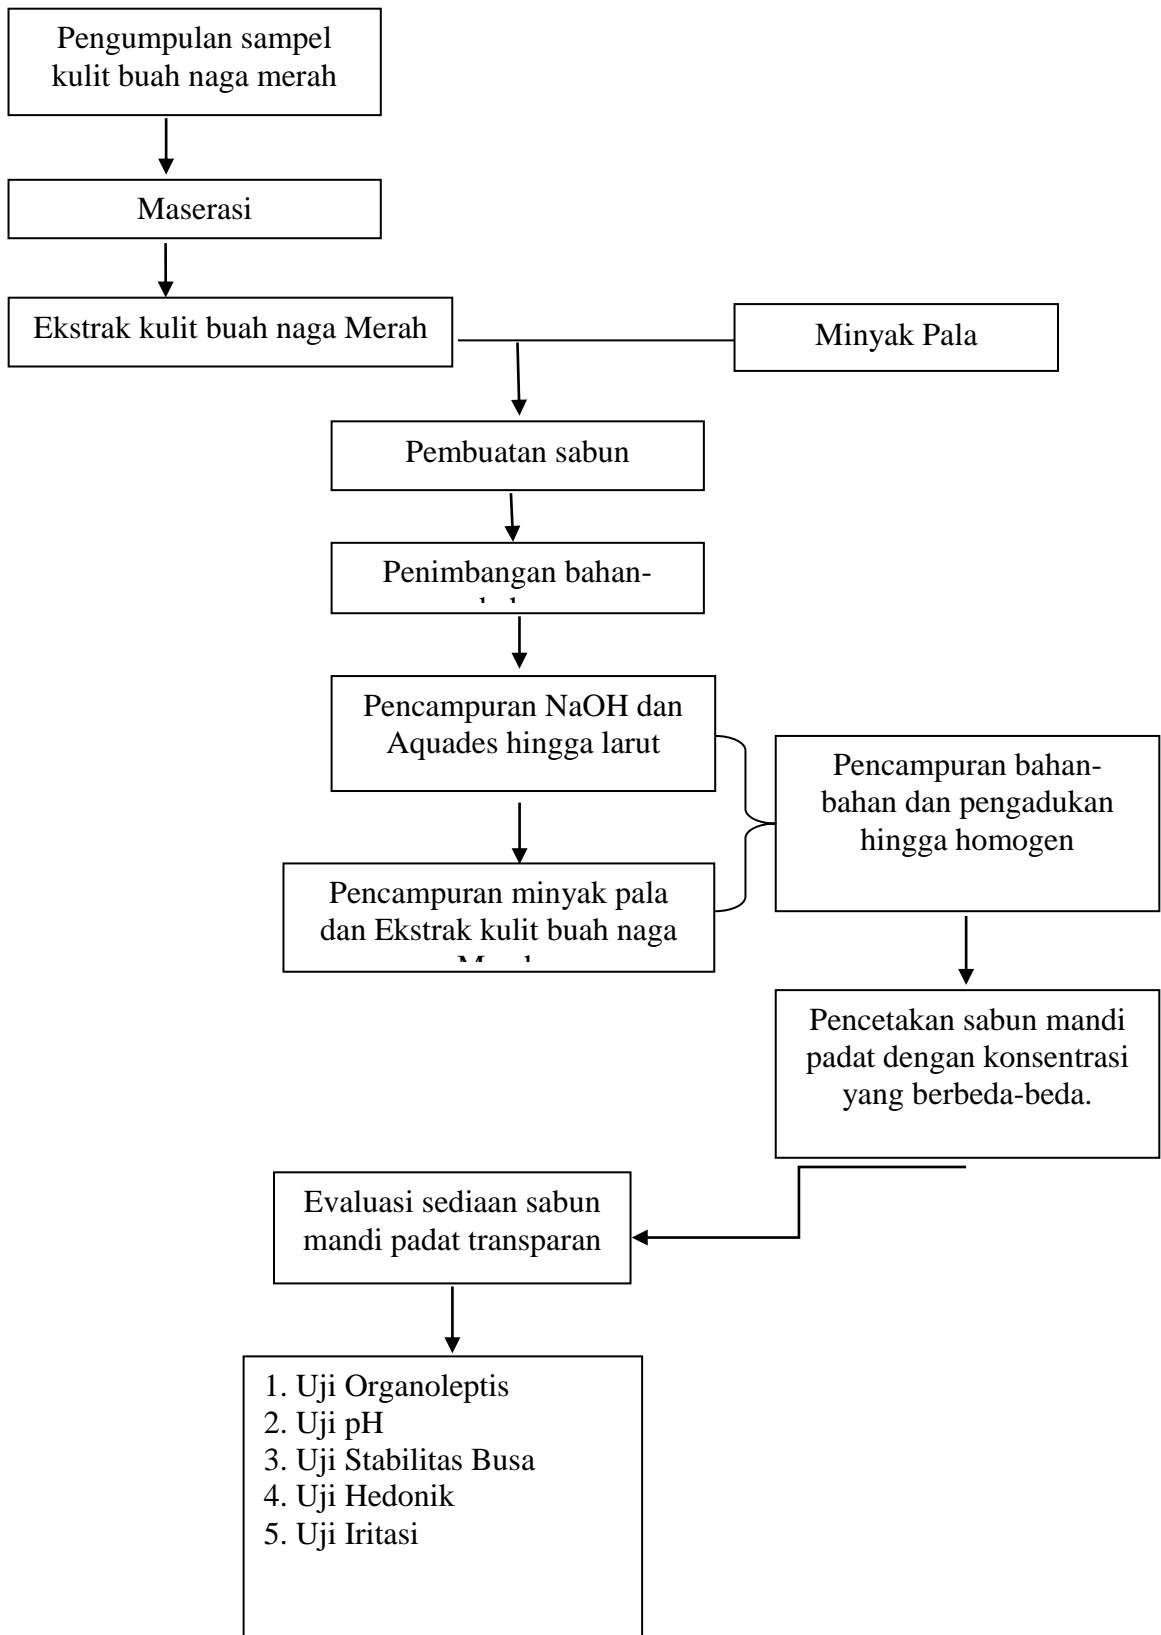 Pengumpulan sampel
kulit buah naga merah
Maserasi
Ekstrak kulit buah naga Merah
Minyak Pala
Pembuatan sabun
Penimbangan bahan-
Pencampuran NaOH dan
Aquades hingga larut
Pencampuran minyak pala
dan Ekstrak kulit buah naga
Pencampuran bahan-
bahan dan pengadukan
hingga homogen
Pencetakan sabun mandi
padat dengan konsentrasi
yang berbeda-beda.
Evaluasi sediaan sabun
mandi padat transparan
1. Uji Organoleptis
2. Uji pH
3. Uji Stabilitas Busa
4. Uji Hedonik
5. Uji Iritasi